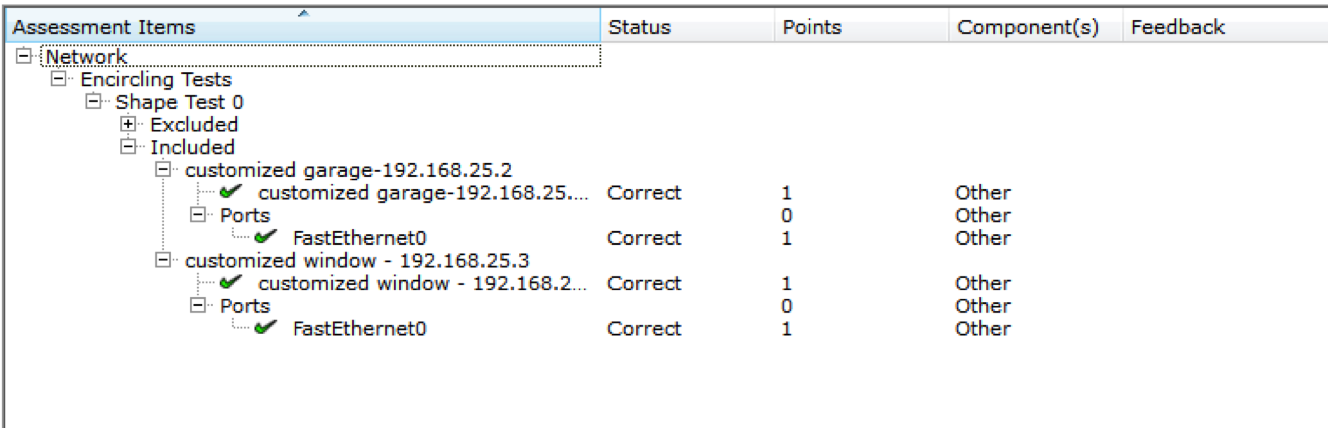 Assessment Items Status Points Component(s) Feedback
Network
Encircling Tests
Shape Test 0
Excluded
Included
customized garage-192.168.25.2
customized garage-192.168.25.... Correct 1 Other
Ports 0 Other
FastEthernet0 Correct 1 Other
customized window - 192.168.25.3
customized window - 192.168.2... Correct 1 Other
Ports 0 Other
FastEthernet0 Correct 1 Other